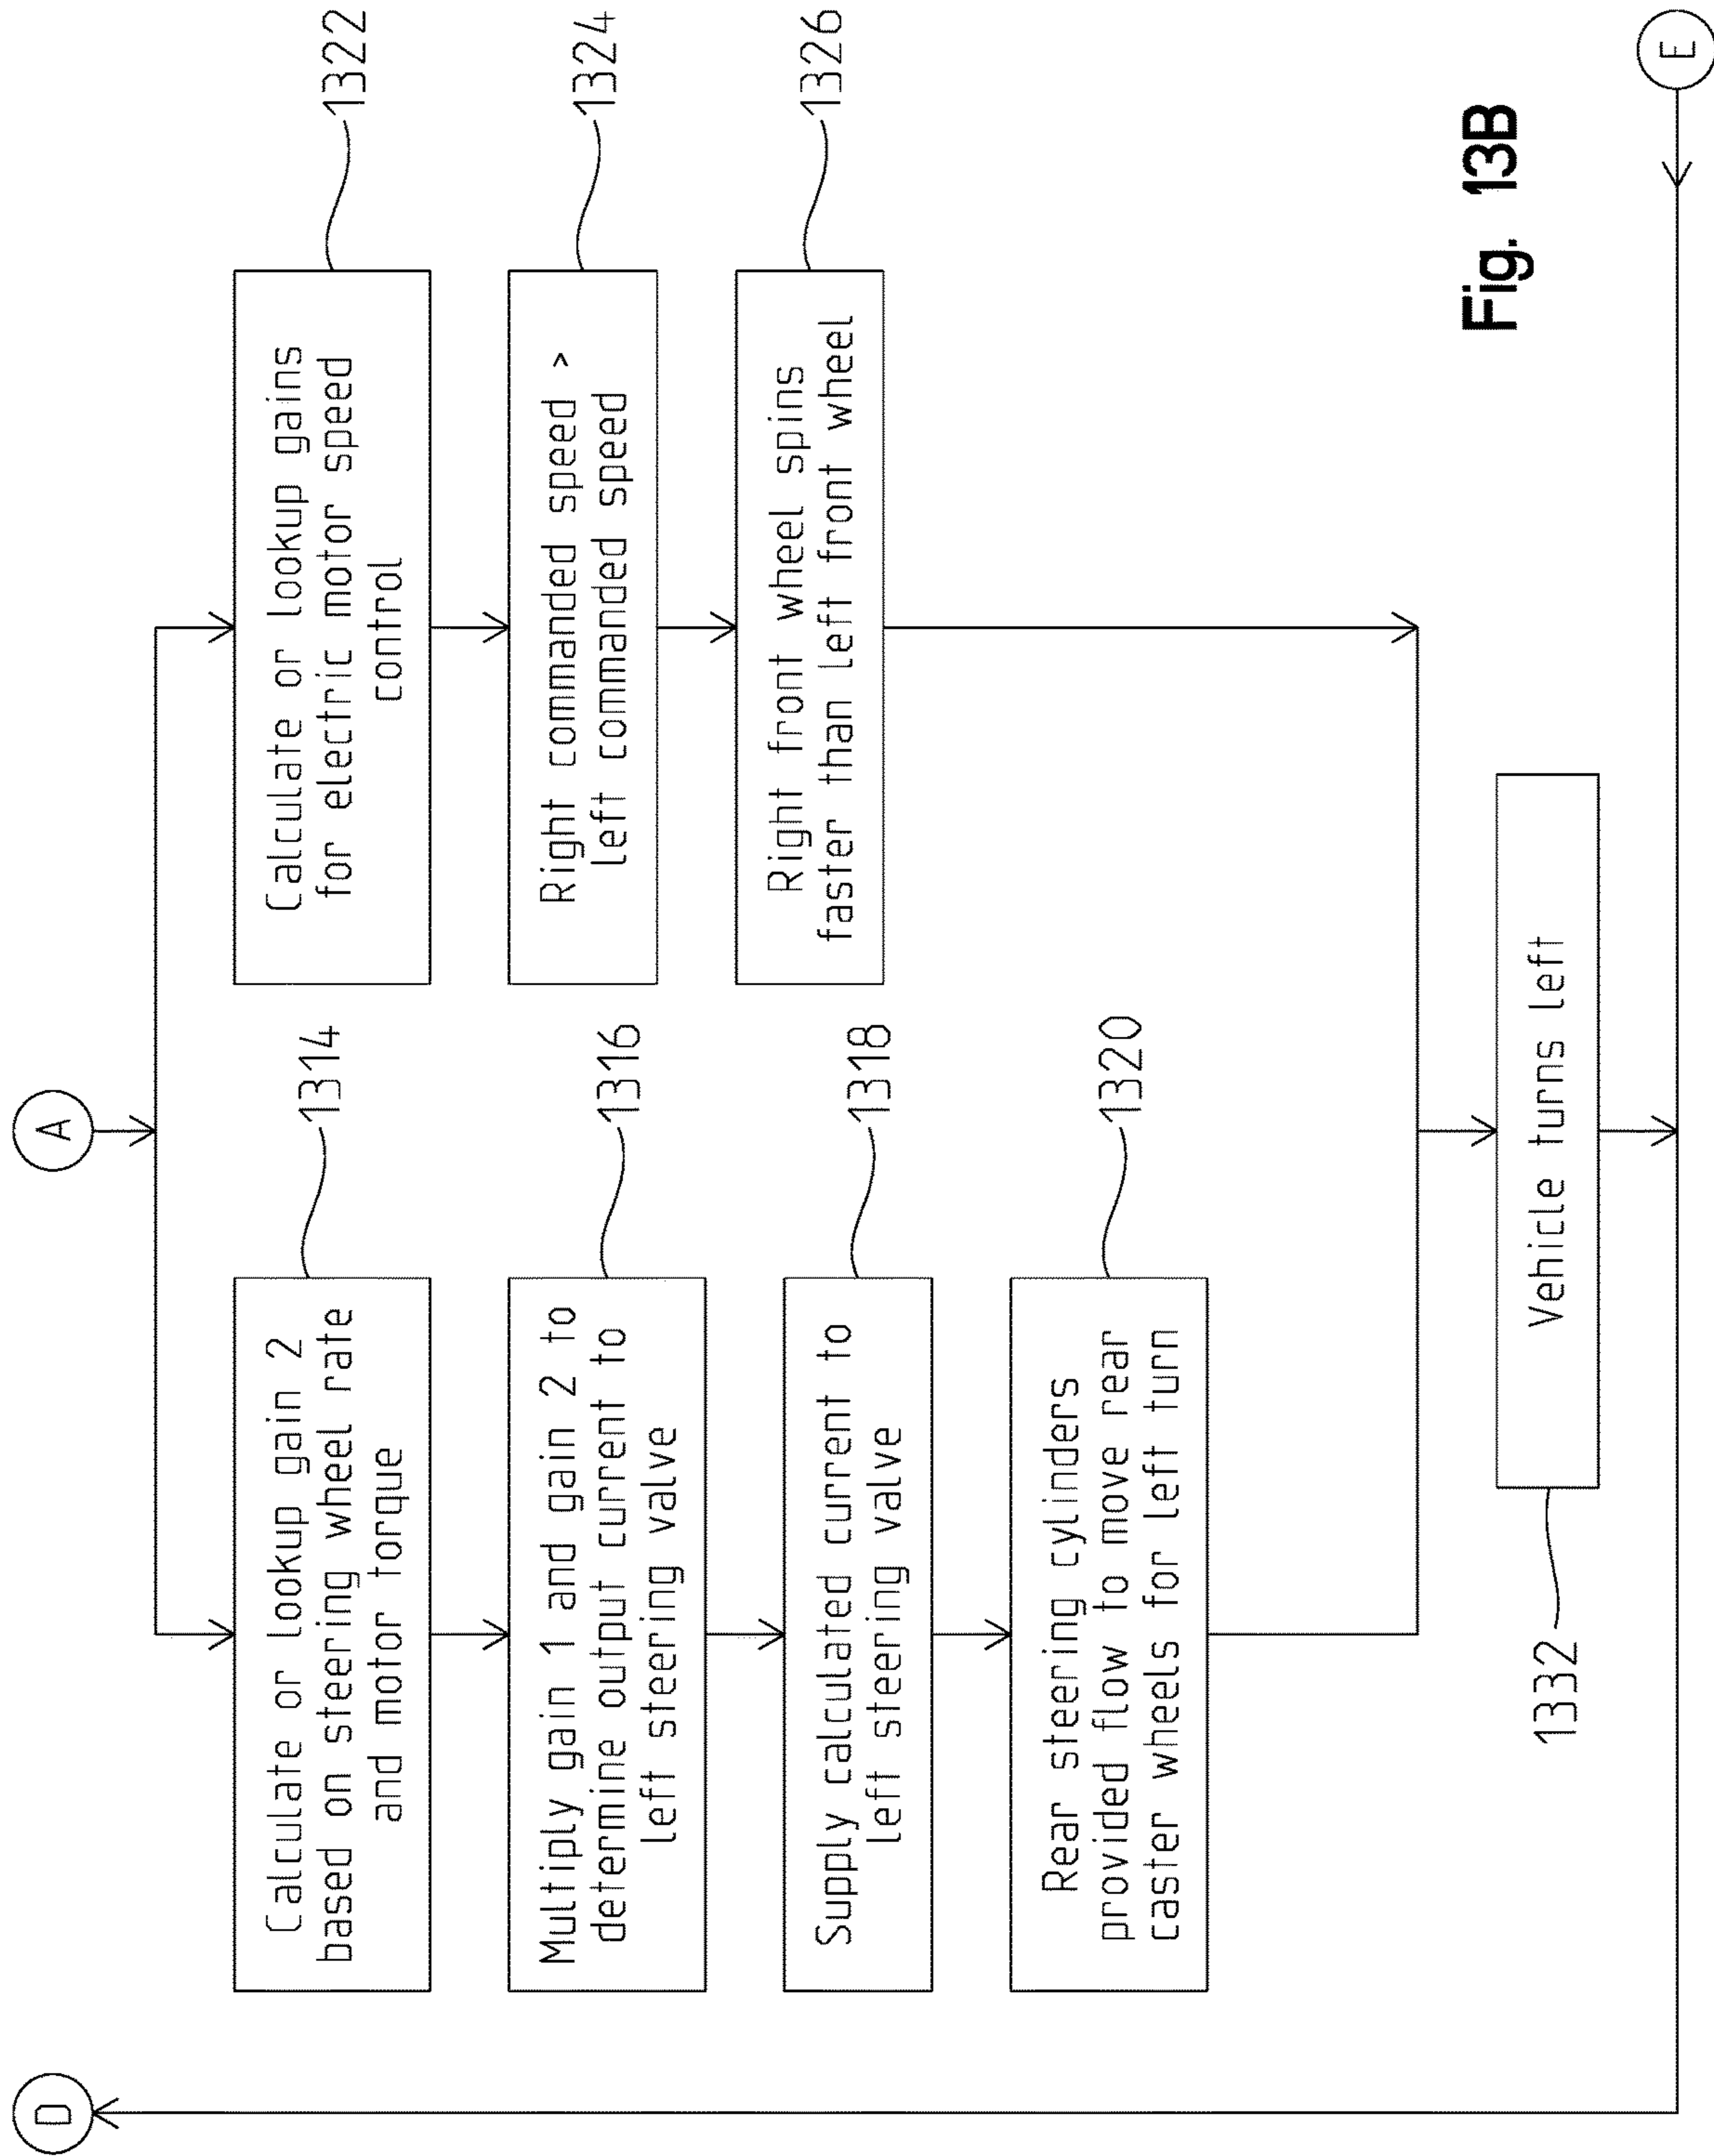 D
A
Calculate or lookup gain 2
based on steering wheel rate
and motor torque
1314
Multiply gain 1 and gain 2 to
determine output current to
left steering valve
1316
Supply calculated current to
left steering valve
1318
Rear steering cylinders
provided flow to move rear
caster wheels for left turn
1320
Calculate or lookup gains
for electric motor speed
control
1322
Right commanded speed >
left commanded speed
1324
Right front wheel spins
faster than left front wheel
1326
Vehicle turns left
1332
Fig. 13B
E